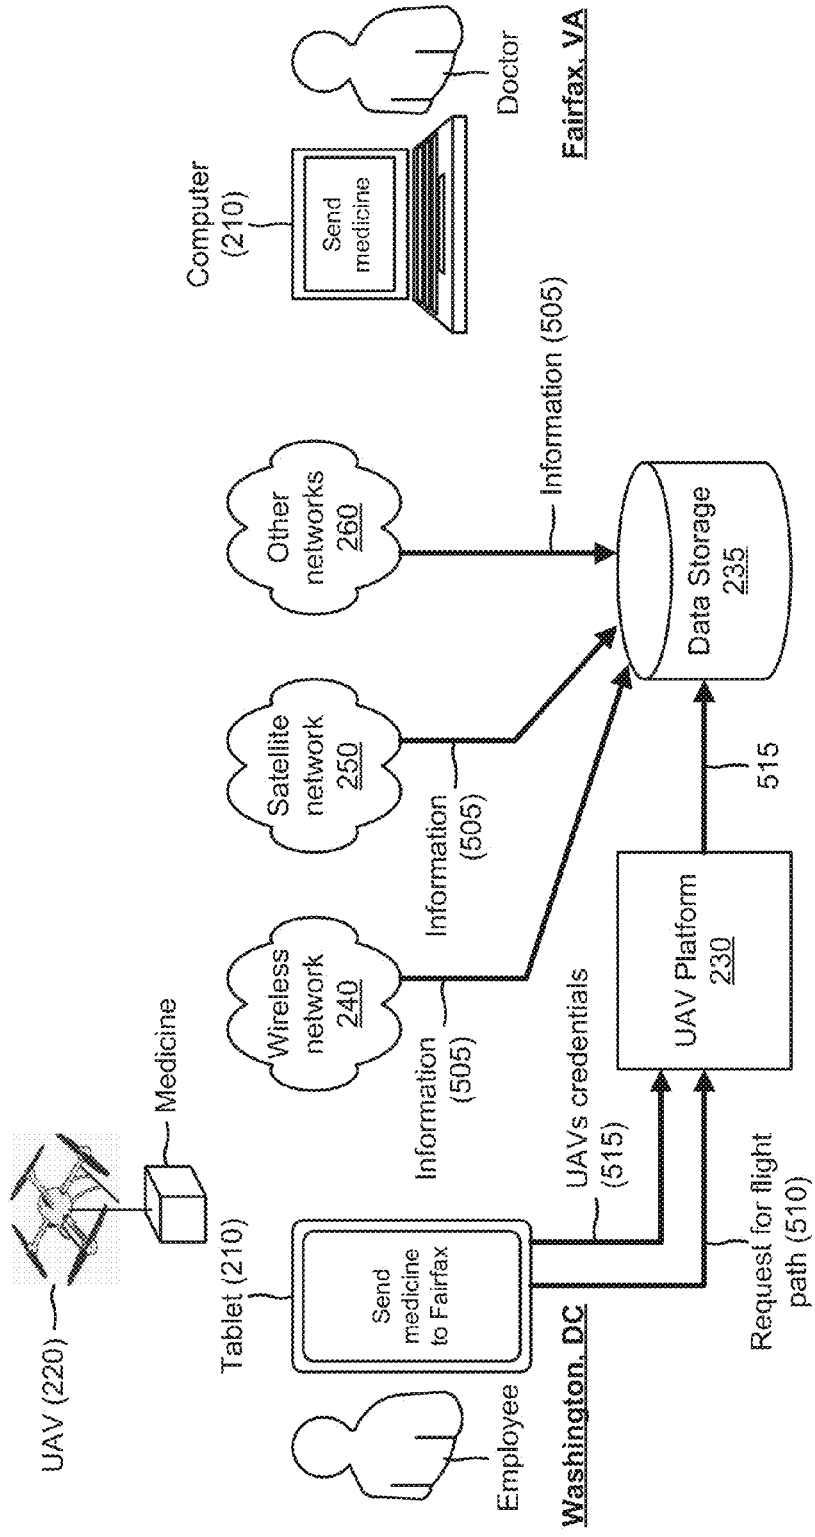 UAV (220)
Medicine
Tablet (210)
Send
medicine
to Fairfax
Employee
Washington, DC
Wireless
network
240
Satellite
network
250
Other
networks
260
Computer
(210)
Send
medicine
Doctor
Fairfax, VA
Information
(505)
Information
(505)
Information (505)
UAVs credentials
(515)
Request for flight
path (510)
UAV Platform
230
515
Data Storage
235